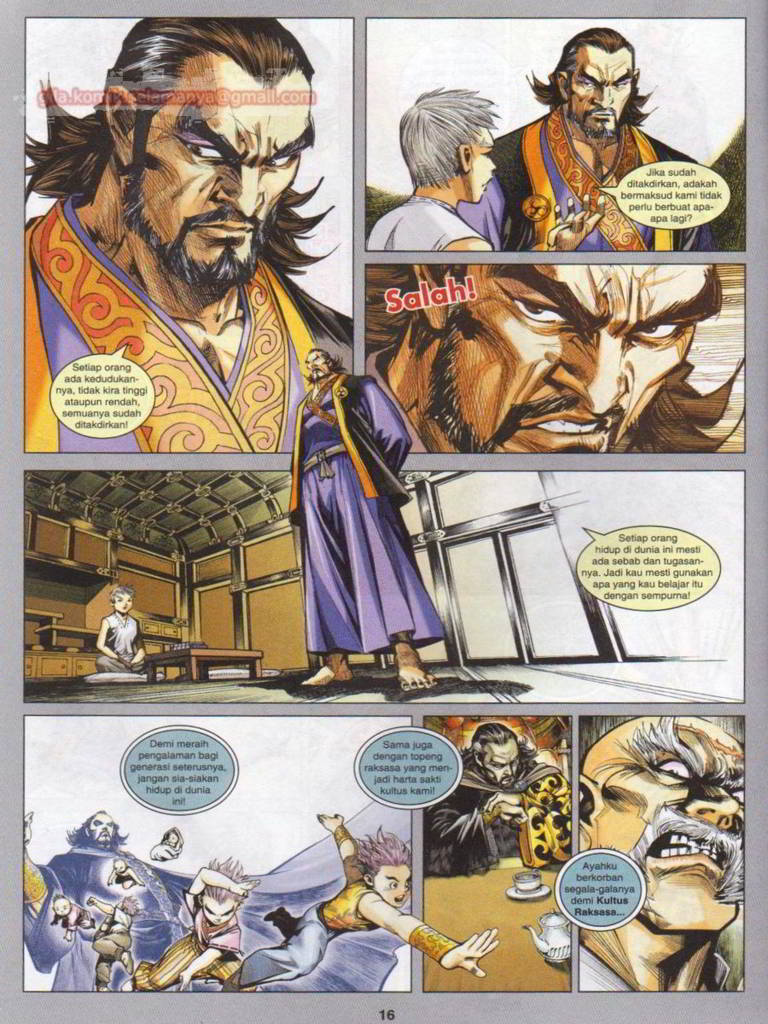 Setiap orang
ada kedudukan-
nya, tidak kira tinggi
ataupun rendah,
semuanya sudah
ditakdirkan!
Jika sudah
ditakdirkan, adakah
bermaksud kami tidak
perlu berbuat apa-
apa lagi?
Salah!
Setiap orang
hidup di dunia ini mesti
ada sebab dan tugasan-
nya. Jadi kau mesti gunakan
apa yang kau belajar itu
dengan sempurna!
Demi meraih
pengalaman bagi
generasi seterusnya,
jangan sia-siakan
hidup di dunia
ini!
Sama juga
dengan topeng
raksasa yang men-
jadi harta sakti
kultus kami!
Ayahku
berkorban
segala-galanya
demi Kultus
Raksasa...
16